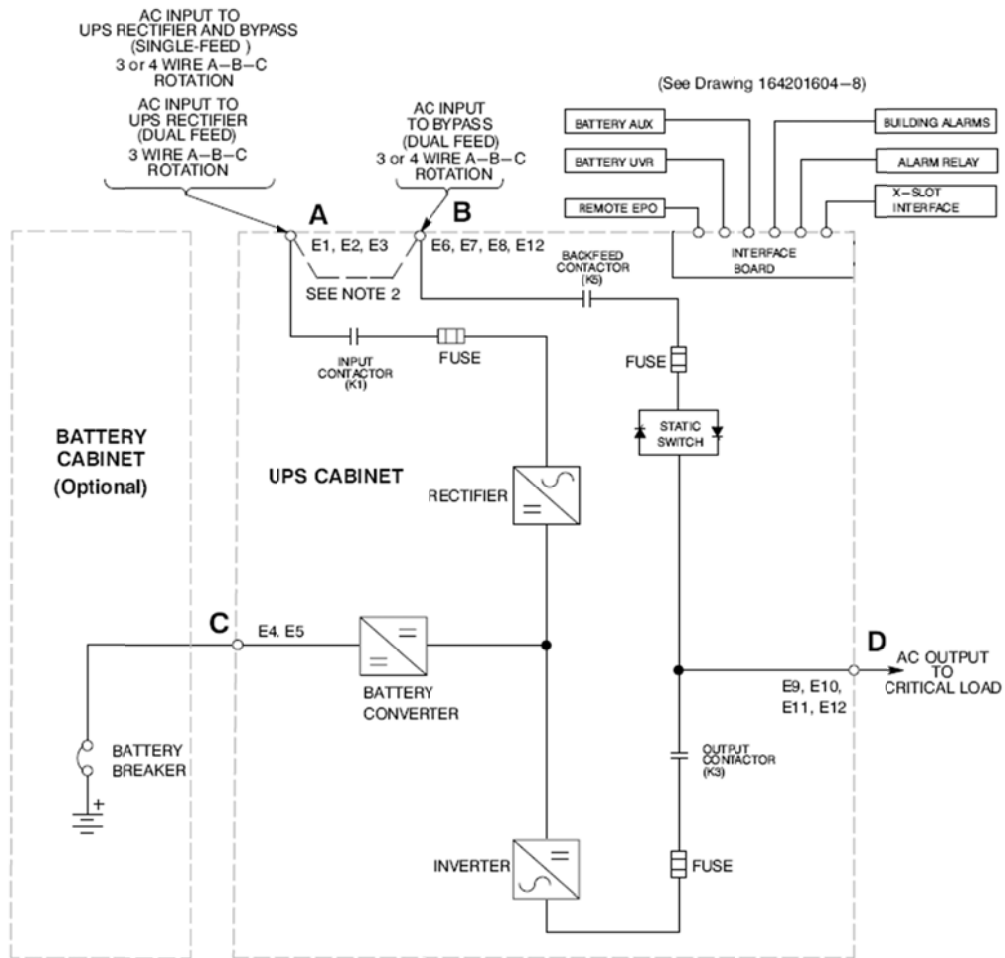 AC INPUT TO
UPS RECTIFIER AND BYPASS
(SINGLE-FEED )
3 or 4 WIRE A-B-C
ROTATION
AC INPUT TO
UPS RECTIFIER
(DUAL FEED)
3 WIRE A-B-C
ROTATION
AC INPUT
TO BYPASS
(DUAL FEED)
3 or 4 WIRE A-B-C
ROTATION
(See Drawing 164201604-8)
BATTERY AUX
BUILDING ALARMS
BATTERY UVR
ALARM RELAY
REMOTE EPO
X-SLOT
INTERFACE
A
B
E1, E2, E3
E6, E7, E8, E12
INTERFACE
BOARD
SEE NOTE 2
BACKFEED
CONTACTOR
(K5)
INPUT
CONTACTOR
(K1)
FUSE
FUSE
STATIC
SWITCH
BATTERY
CABINET
(Optional)
UPS CABINET
RECTIFIER
C
E4, E5
BATTERY
CONVERTER
D
AC OUTPUT
TO
CRITICAL LOAD
E9, E10,
E11, E12
BATTERY
BREAKER
+
OUTPUT
CONTACTOR
(K3)
INVERTER
FUSE